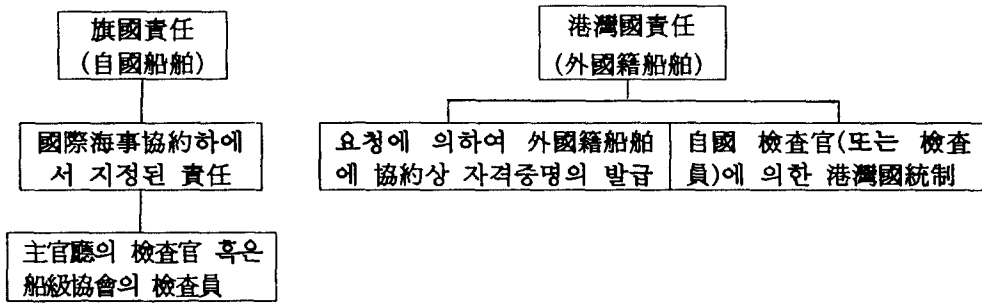 旗國責任
(自國船舶)
港灣國責任
(外國籍船舶)
國際海事協約하에
서 지정된 責任
요청에 의하여 外國籍船舶
에 協約상 자격증명의 발급
自國 檢査官(또는 檢査
員)에 의한 港灣國統制
主官廳의 檢査官 혹은
船級協會의 檢査員